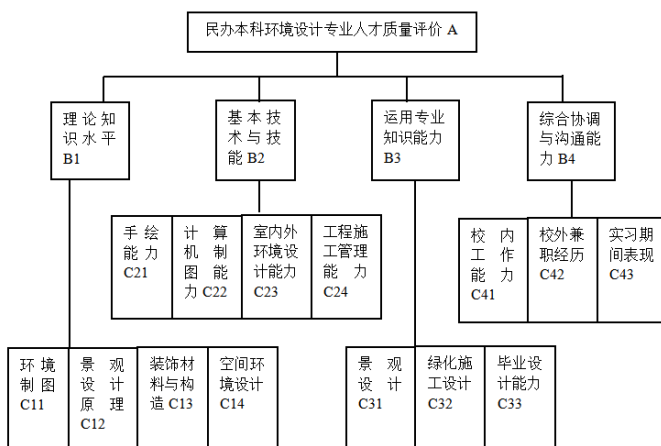 民办本科环境设计专业人才质量评价 A
理论知
识水平
B1
基本技
术与技
能 B2
运用专业
知识能力
B3
综合协调
与沟通能
力 B4
手绘
能力
C21
计算
机制
图能
力 C22
室内外
环境设
计能力
C23
工程施
工管理
能力
C24
校内
工作
能力
C41
校外兼
职经历
C42
实习期
间表现
C43
环境
制图
C11
景观
设计
原理
C12
装饰材
料与构
造 C13
空间环
境设计
C14
景观
设计
C31
绿化施
工设计
C32
毕业设
计能力
C33